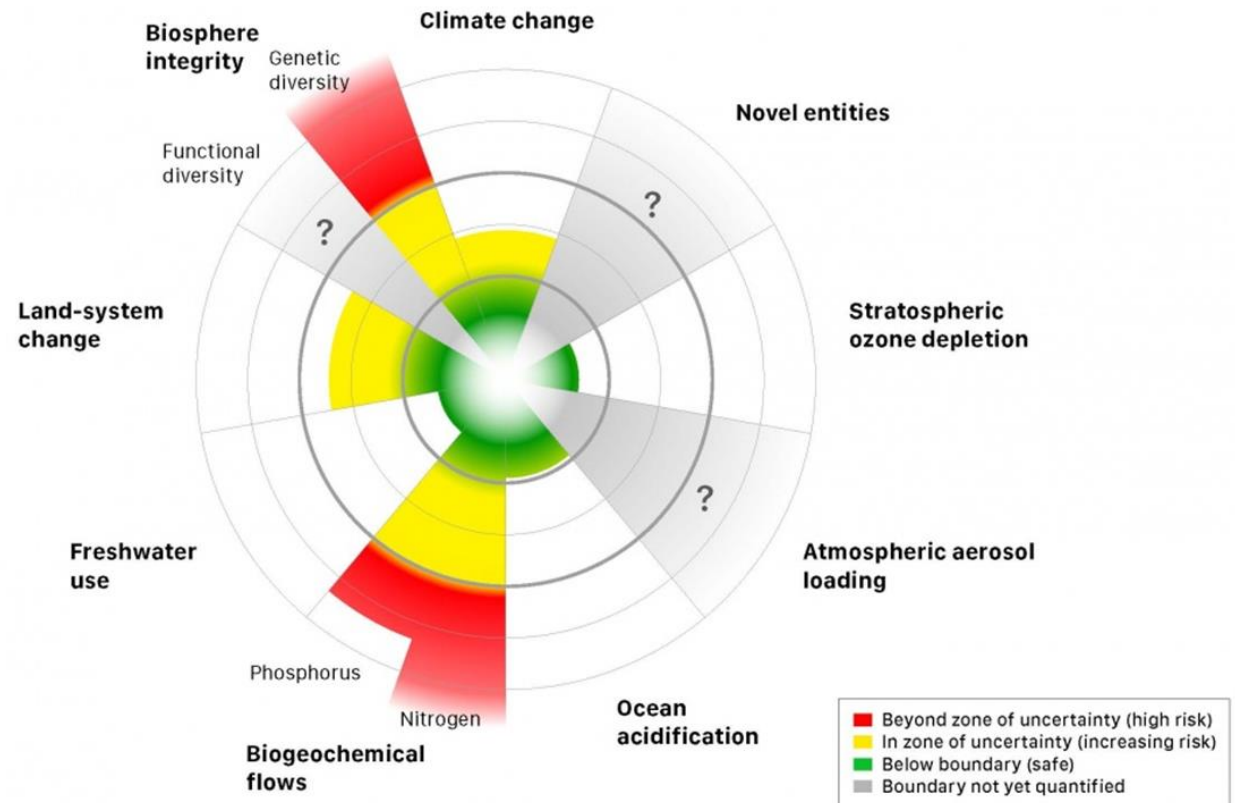 Climate change
Biosphere
integrity
Genetic
diversity
Novel entities
?
Functional
diversity
?
Land-system
change
Stratospheric
ozone depletion
?
Freshwater
use
Atmospheric aerosol
loading
Phosphorus
Nitrogen
Biogeochemical
flows
Ocean
acidification
Beyond zone of uncertainty (high risk)
In zone of uncertainty (increasing risk)
Below boundary (safe)
Boundary not yet quantified